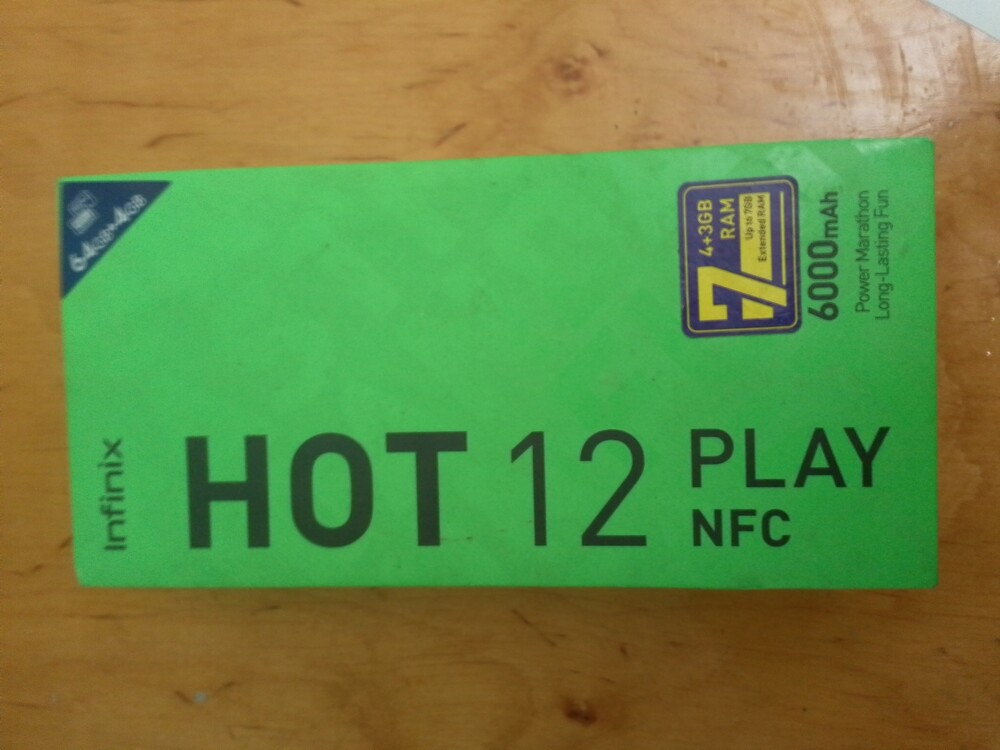 64GB+4GB
Infinix
HOT 12 PLAY
NFC
7
4+3GB
RAM
Up to 7GB
Extended RAM
6000mAh
Power Marathon
Long-Lasting Fun